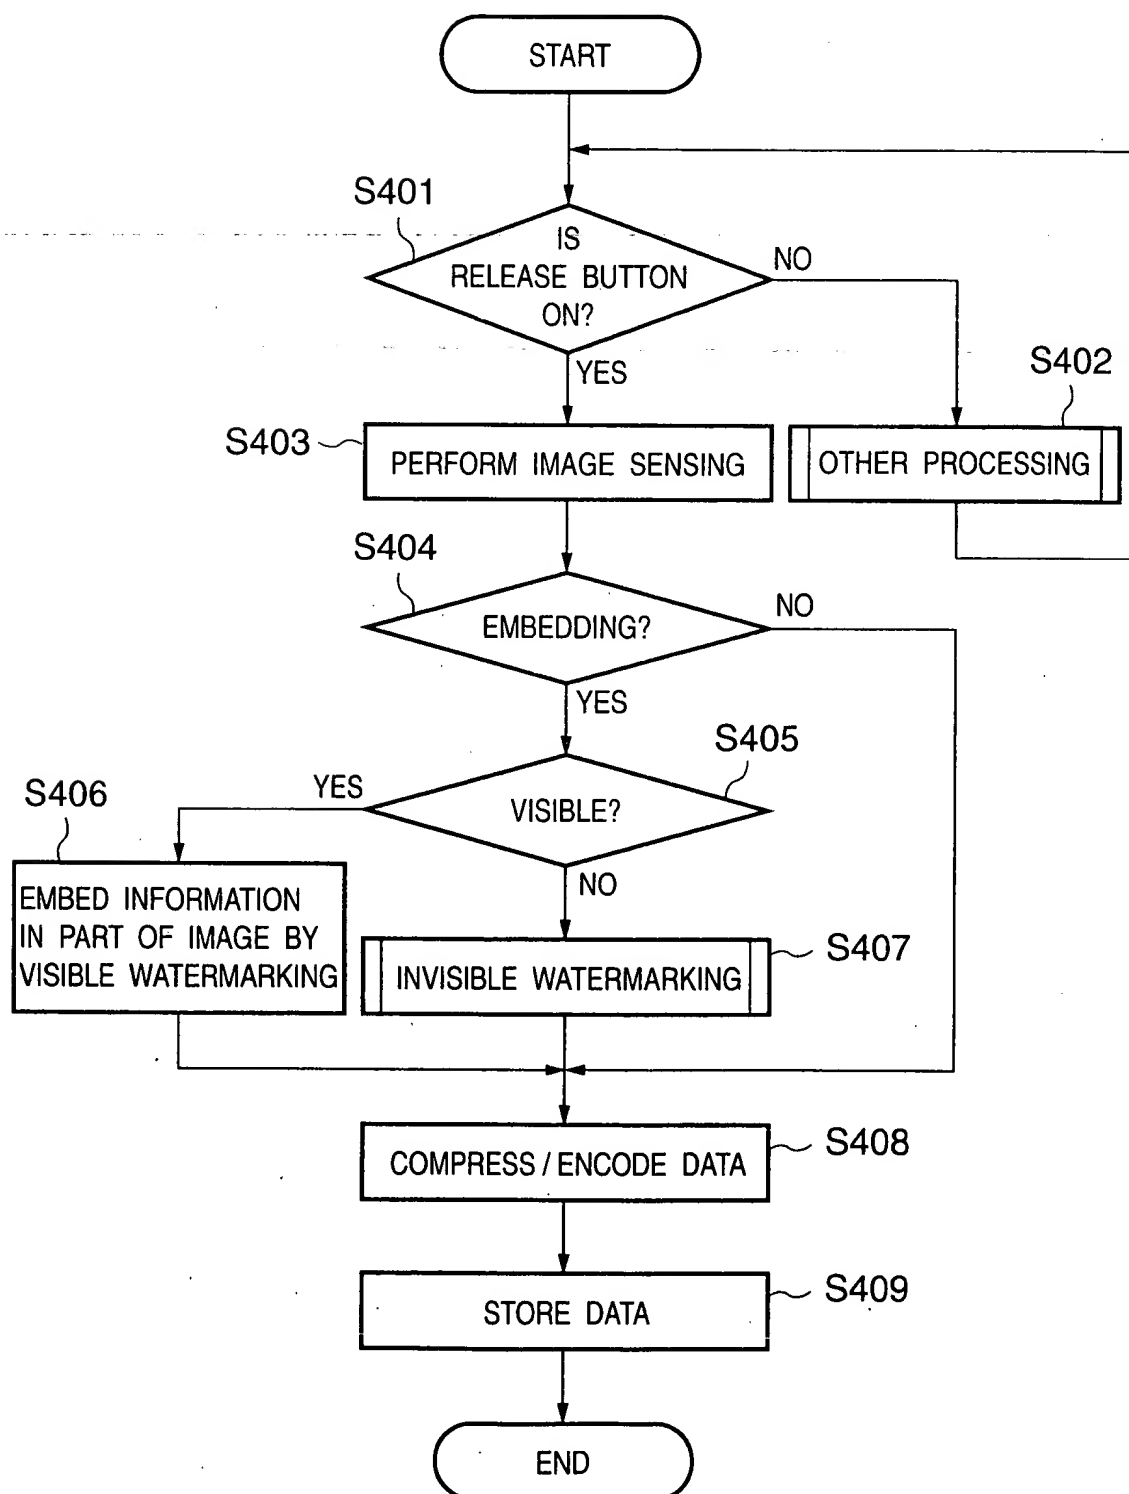 START
S401
IS
RELEASE BUTTON
ON?
NO
YES
S402
S403
PERFORM IMAGE SENSING
OTHER PROCESSING
S404
EMBEDDING?
NO
YES
S405
VISIBLE?
YES
NO
S406
EMBED INFORMATION
IN PART OF IMAGE BY
VISIBLE WATERMARKING
S407
INVISIBLE WATERMARKING
S408
COMPRESS / ENCODE DATA
S409
STORE DATA
END